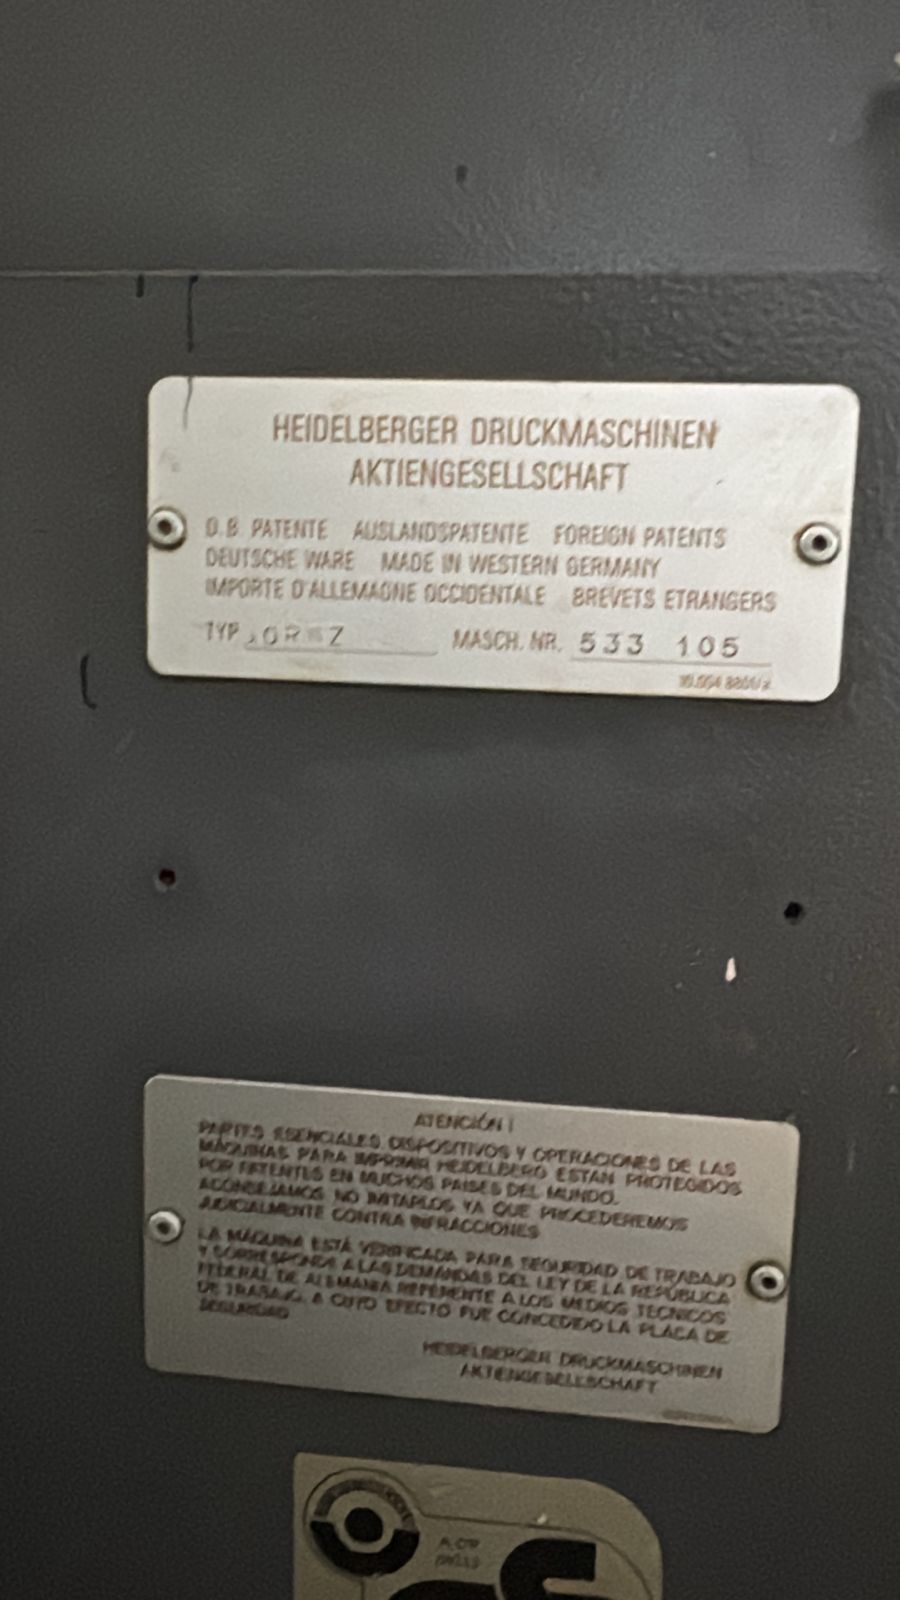 HEIDELBERGER DRUCKMASCHINEN
AKTIENGESELLSCHAFT
D.B. PATENTE AUSLANDSPATENTE FOREIGN PATENTS
DEUTSCHE WARE MADE IN WESTERN GERMANY
IMPORTE D'ALLEMAGNE OCCIDENTALE BREVETS ETRANGERS
TYP MASCH. NR. 533 105
ATENCIÓN !
PARTES ESENCIALES, DISPOSITIVOS Y OPERACIONES DE LAS
MÁQUINAS PARA IMPRIMIR HEIDELBERG ESTÁN PROTEGIDOS
POR PATENTES EN MUCHOS PAISES DEL MUNDO.
ACONSEJAMOS NO IMITARLOS YA QUE PROCEDEREMOS
JUDICIALMENTE CONTRA INFRACCIONES
LA MÁQUINA ESTÁ VERIFICADA PARA SEGURIDAD DE TRABAJO
Y CORRESPONDE A LAS DEMANDAS DEL LEY DE LA REPÚBLICA
FEDERAL DE ALEMANIA REFERENTE A LOS MEDIOS TECNICOS
DE TRABAJO, A CUYO EFECTO FUE CONCEDIDO LA PLACA DE
SEGURIDAD
HEIDELBERGER DRUCKMASCHINEN
AKTIENGESELLSCHAFT